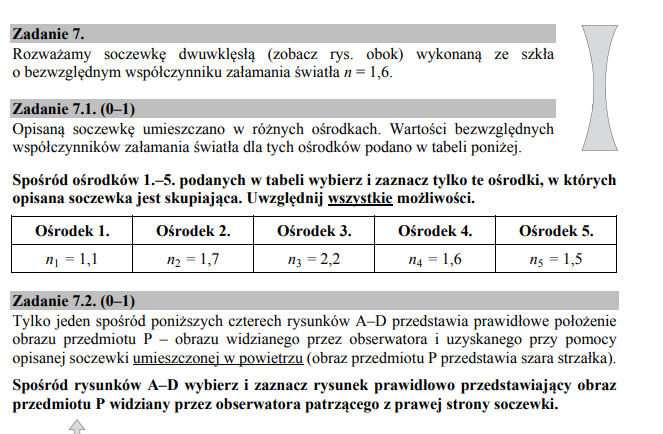 Zadanie 7.
Rozważamy soczewkę dwuwklęsłą (zobacz rys. obok) wykonaną ze szkła
o bezwzględnym współczynniku załamania światła n = 1,6.
Zadanie 7.1. (0–1)
Opisaną soczewkę umieszczano w różnych ośrodkach. Wartości bezwzględnych
współczynników załamania światła dla tych ośrodków podano w tabeli poniżej.
Spośród ośrodków 1.–5. podanych w tabeli wybierz i zaznacz tylko te ośrodki, w których
opisana soczewka jest skupiająca. Uwzględnij wszystkie możliwości.
Ośrodek 1. Ośrodek 2. Ośrodek 3. Ośrodek 4. Ośrodek 5.
n₁ = 1,1 n₂ = 1,7 n₃ = 2,2 n₄ = 1,6 n₅ = 1,5
Zadanie 7.2. (0–1)
Tylko jeden spośród poniższych czterech rysunków A–D przedstawia prawidłowe położenie
obrazu przedmiotu P – obrazu widzianego przez obserwatora i uzyskanego przy pomocy
opisanej soczewki umieszczonej w powietrzu (obraz przedmiotu P przedstawia szara strzałka).
Spośród rysunków A–D wybierz i zaznacz rysunek prawidłowo przedstawiający obraz
przedmiotu P widziany przez obserwatora patrzącego z prawej strony soczewki.